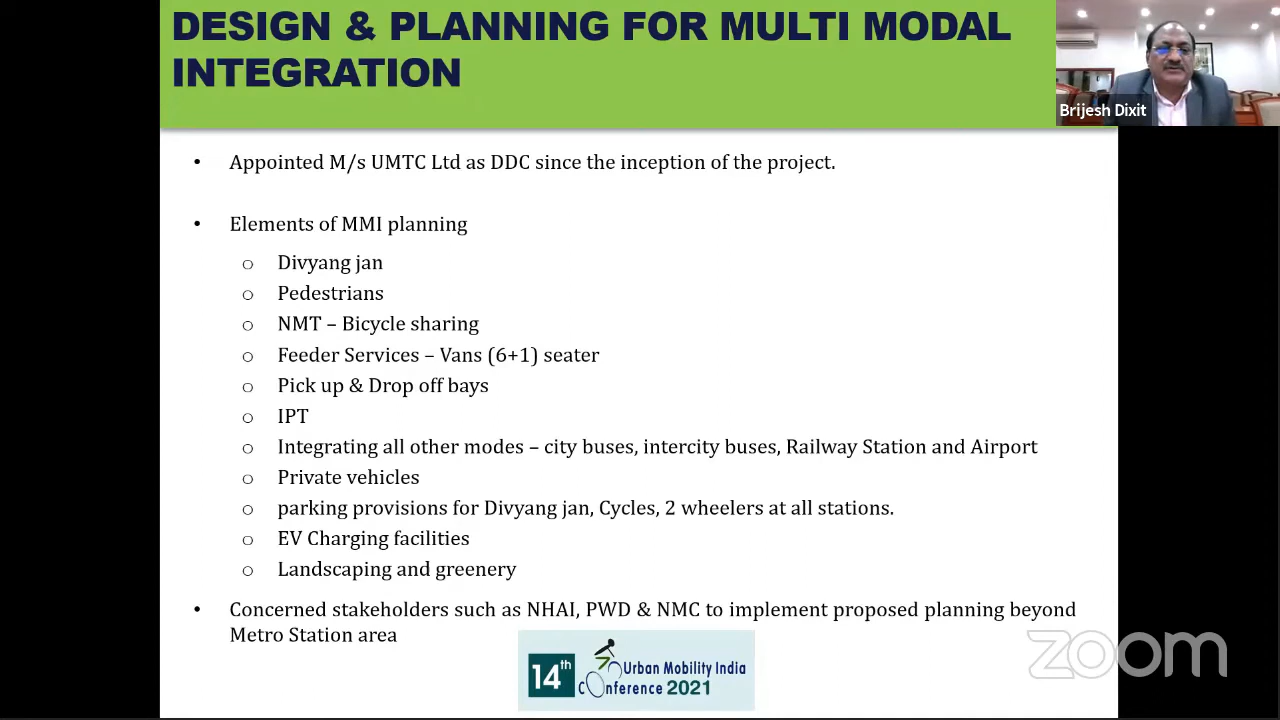 DESIGN & PLANNING FOR MULTI MODAL
INTEGRATION
Brijesh Dixit
• Appointed M/s UMTC Ltd as DDC since the inception of the project.
• Elements of MMI planning
o Divyang jan
o Pedestrians
o NMT – Bicycle sharing
o Feeder Services – Vans (6+1) seater
o Pick up & Drop off bays
o IPT
o Integrating all other modes – city buses, intercity buses, Railway Station and Airport
o Private vehicles
o parking provisions for Divyang jan, Cycles, 2 wheelers at all stations.
o EV Charging facilities
o Landscaping and greenery
• Concerned stakeholders such as NHAI, PWD & NMC to implement proposed planning beyond
Metro Station area
14th Urban Mobility India
Conference 2021
zoom